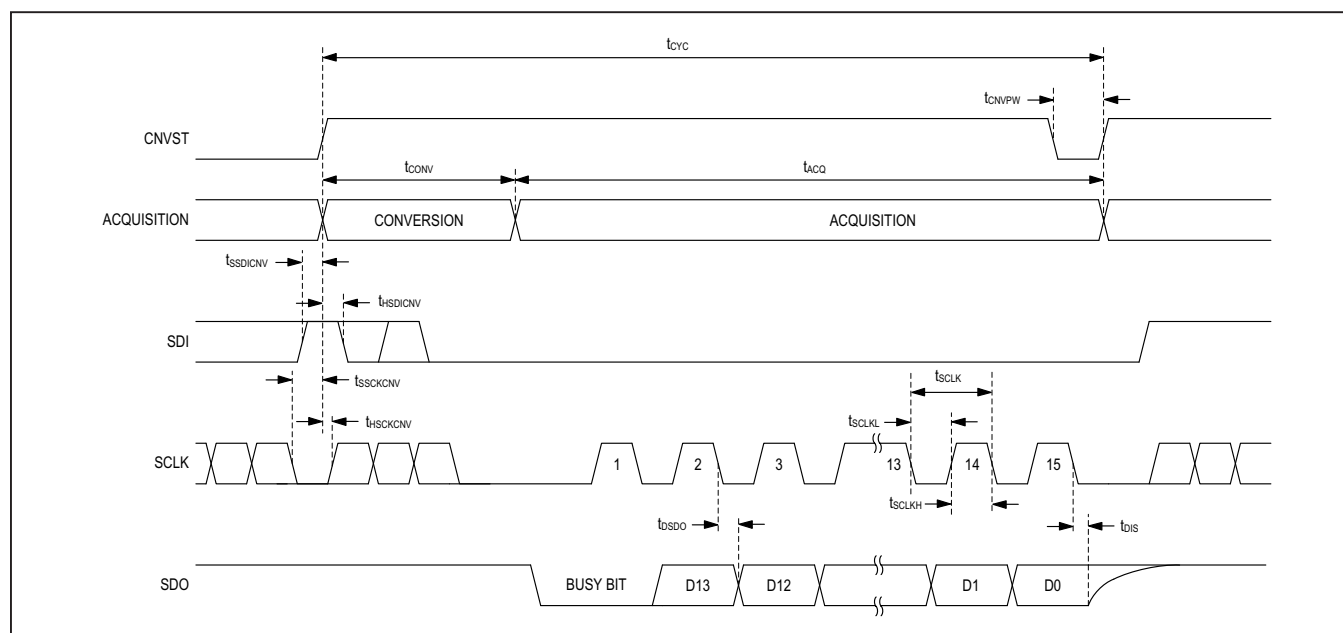 tCYC
tCNVPW
CNVST
tCONV
tACQ
ACQUISITION
CONVERSION
ACQUISITION
tSSDICNV
tHSDICNV
SDI
tSSCKCNV
tSCLK
tHSCKCNV
tSCLKL
SCLK
1
2
3
13
14
15
tSCLKH
tDSDO
tDIS
SDO
BUSY BIT
D13
D12
D1
D0